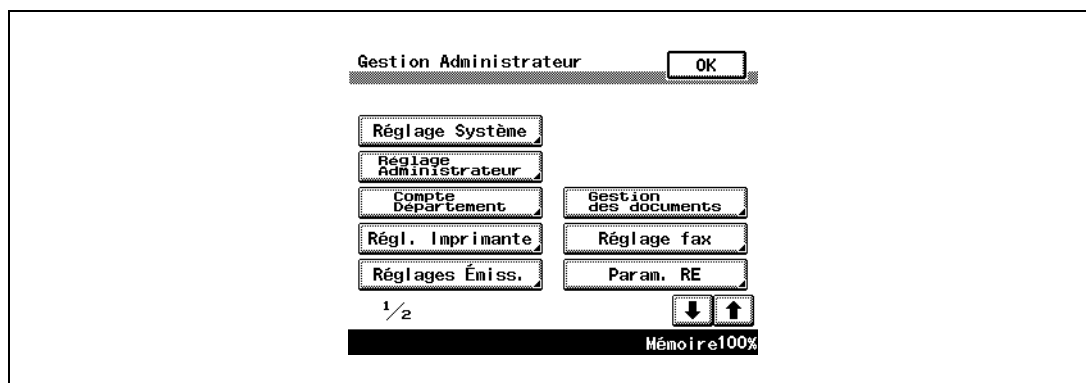 Gestion Administrateur
OK
Réglage Système
Réglage
Administrateur
Compte
Département
Gestion
des documents
Régl. Imprimante
Réglage fax
Réglages Émiss.
Param. RE
1/2
Mémoire100%